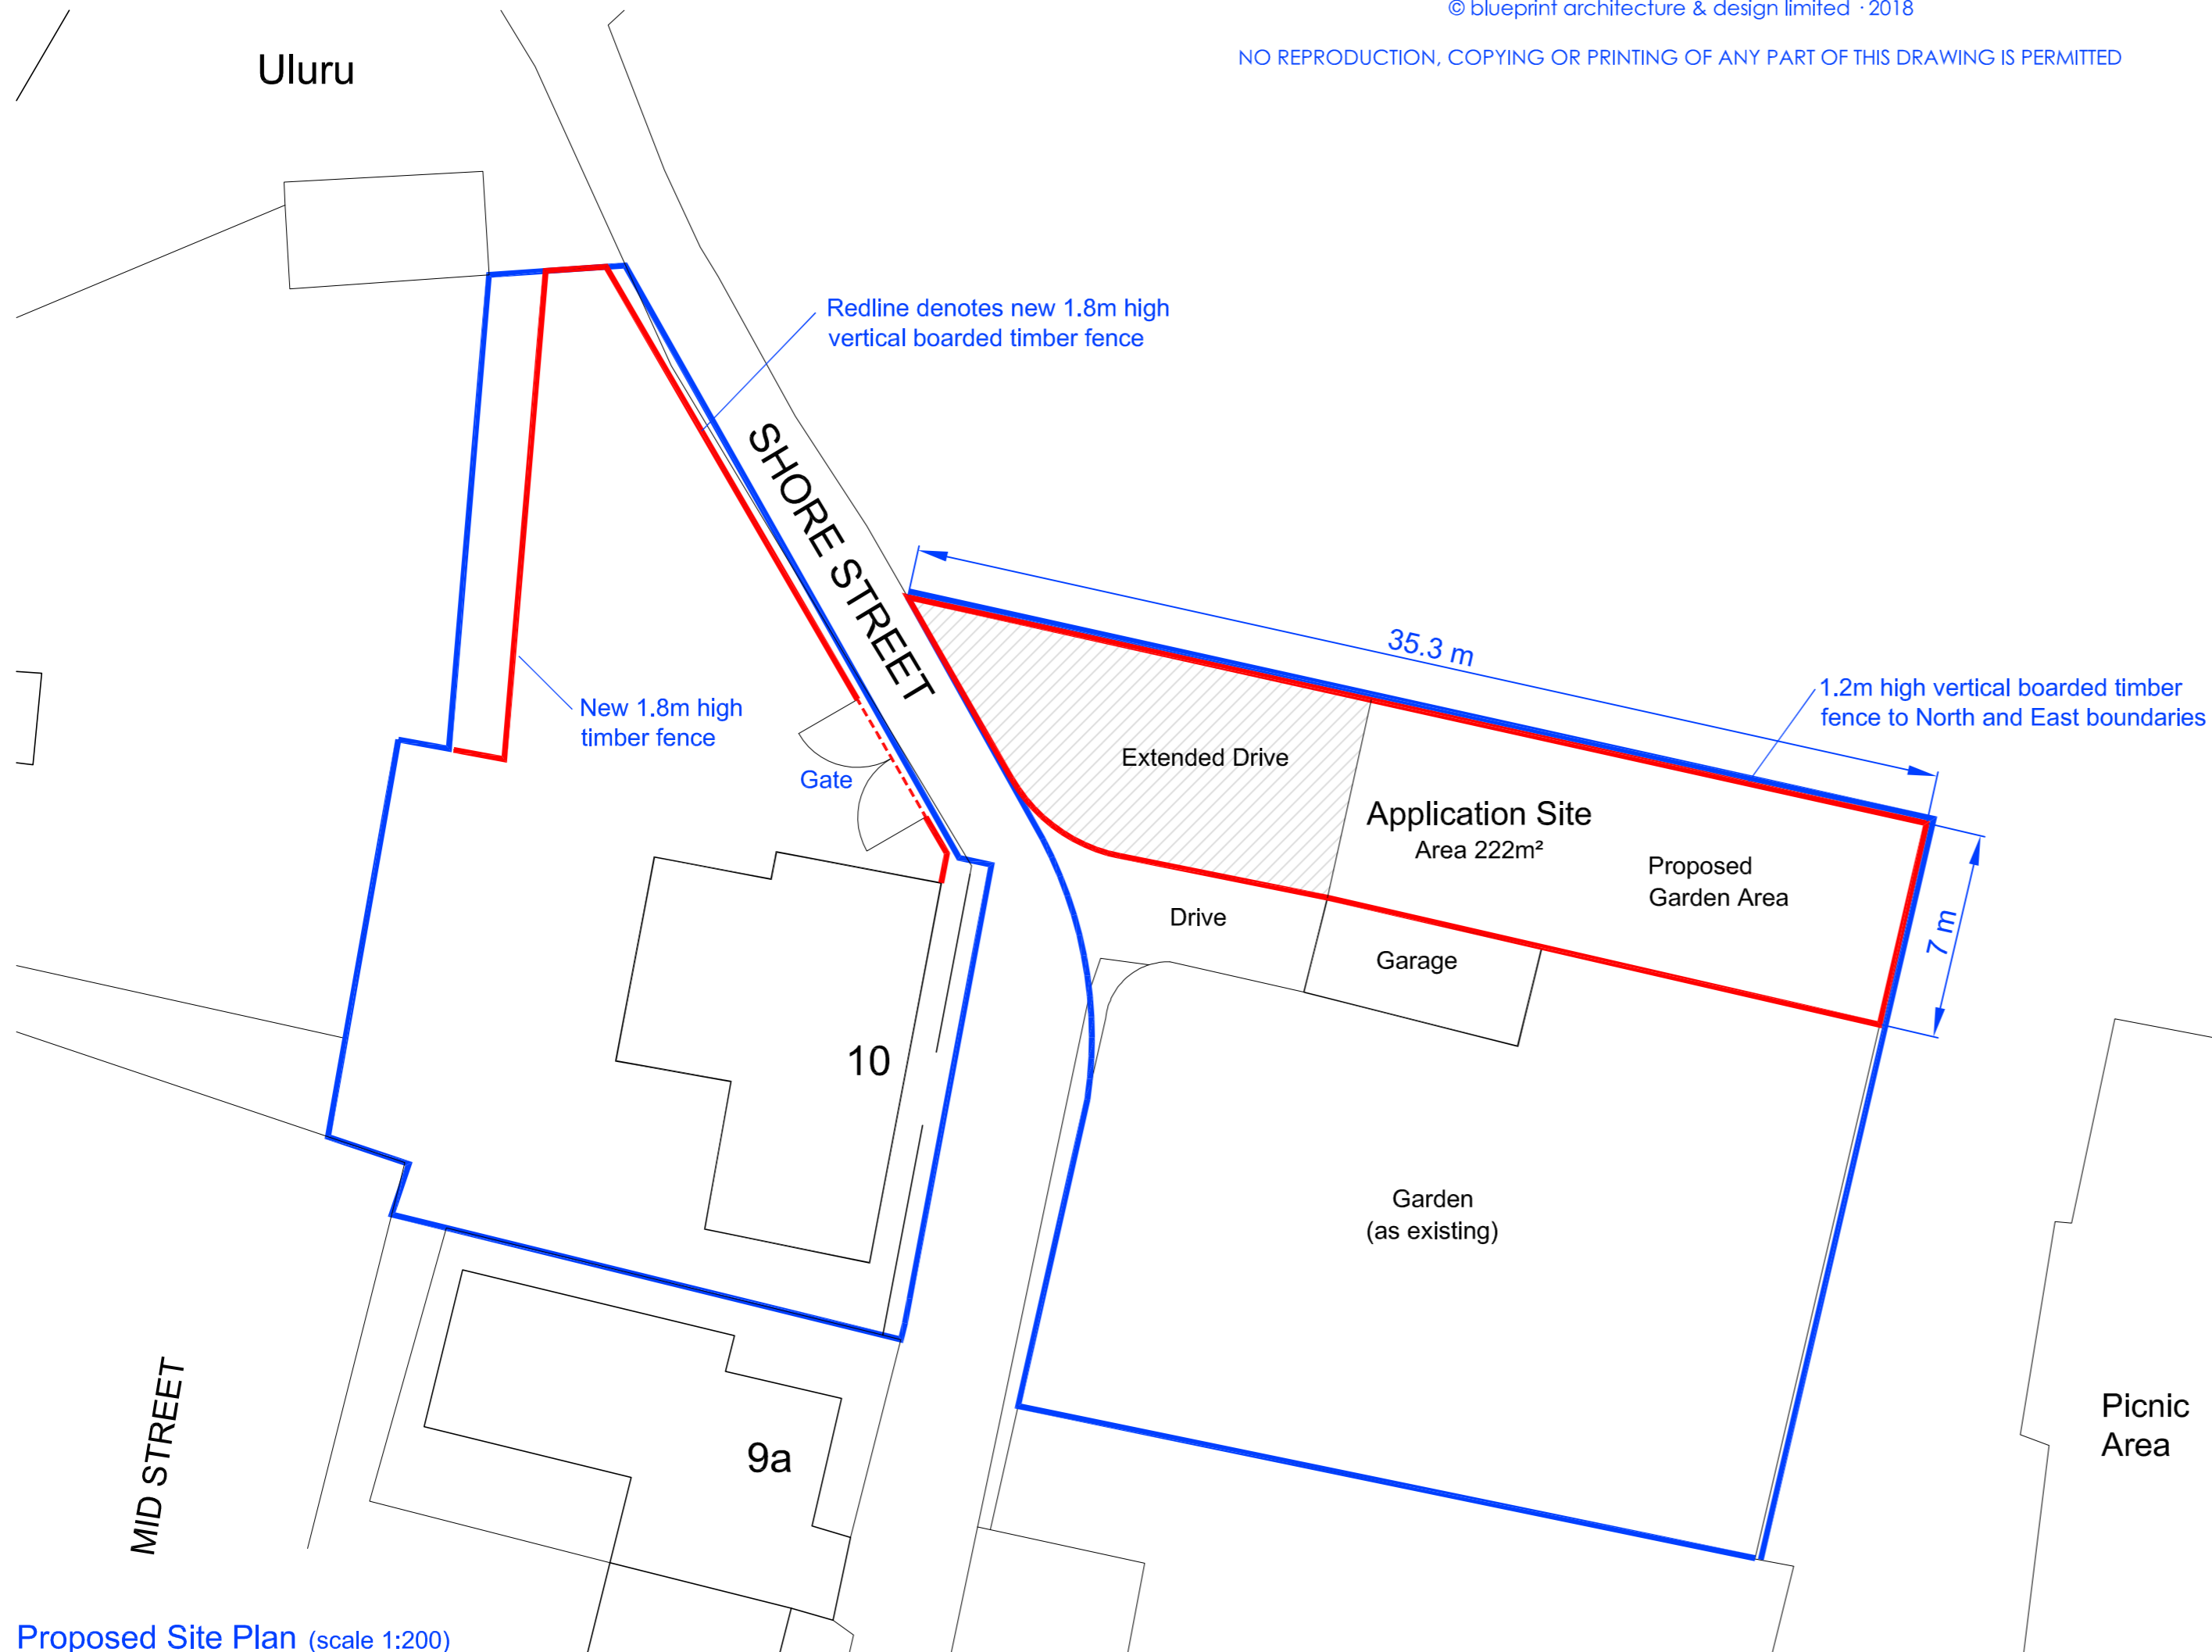 © blueprint architecture & design limited · 2018
NO REPRODUCTION, COPYING OR PRINTING OF ANY PART OF THIS DRAWING IS PERMITTED
Uluru
Redline denotes new 1.8m high
vertical boarded timber fence
SHORE STREET
35.3 m
1.2m high vertical boarded timber
fence to North and East boundaries
New 1.8m high
timber fence
Gate
Extended Drive
Application Site
Area 222m²
Proposed
Garden Area
7 m
Drive
Garage
10
Garden
(as existing)
Picnic
Area
9a
MID STREET
Proposed Site Plan (scale 1:200)